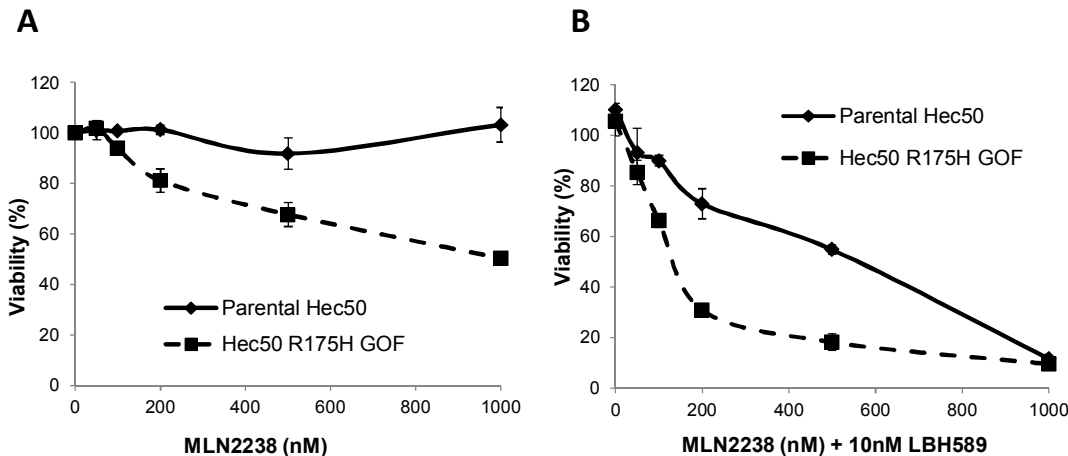 A
120
100
80
60
40
20
0
Viability (%)
Parental Hec50
Hec50 R175H GOF
0 200 400 600 800 1000
MLN2238 (nM)
B
120
100
80
60
40
20
0
Viability (%)
Parental Hec50
Hec50 R175H GOF
0 200 400 600 800 1000
MLN2238 (nM) + 10nM LBH589